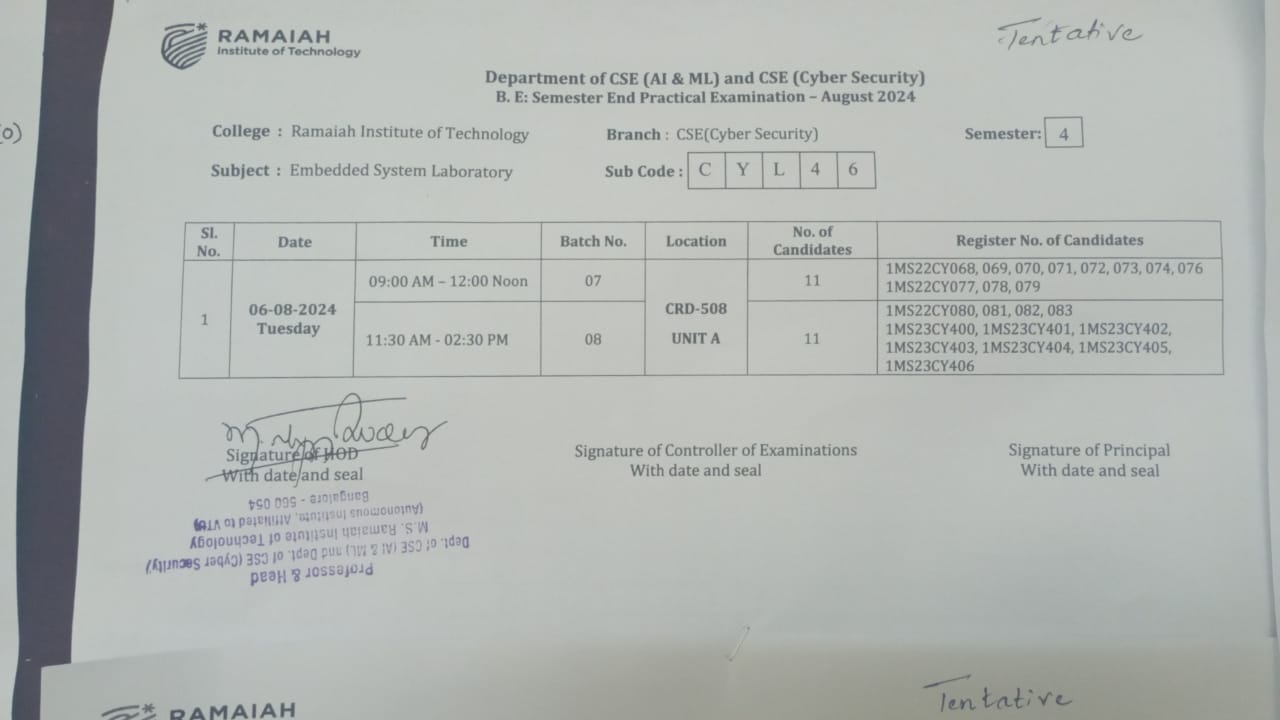 RAMAIAH
Institute of Technology
Tentative
Department of CSE (AI & ML) and CSE (Cyber Security)
B. E: Semester End Practical Examination – August 2024
College : Ramaiah Institute of Technology Branch : CSE(Cyber Security) Semester: 4
Subject : Embedded System Laboratory Sub Code : C Y L 4 6
Sl. No. Date Time Batch No. Location No. of Candidates Register No. of Candidates
1 06-08-2024 Tuesday
09:00 AM – 12:00 Noon 07 CRD-508 UNIT A 11 1MS22CY068, 069, 070, 071, 072, 073, 074, 076
1MS22CY077, 078, 079
11:30 AM - 02:30 PM 08 11 1MS22CY080, 081, 082, 083
1MS23CY400, 1MS23CY401, 1MS23CY402,
1MS23CY403, 1MS23CY404, 1MS23CY405,
1MS23CY406
Signature of HOD
With date and seal
Signature of Controller of Examinations
With date and seal
Signature of Principal
With date and seal
Professor & Head
Dept. of CSE (AI & ML) and Dept. of CSE (Cyber Security)
M.S. Ramaiah Institute of Technology
(Autonomous Institute, Affiliated to VTU)
Bangalore - 560 054
RAMAIAH
Tentative